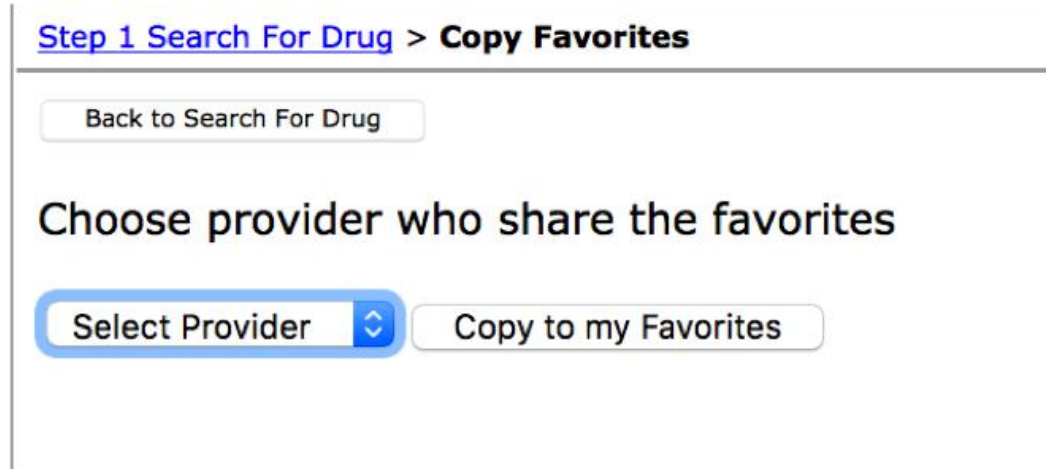 Step 1 Search For Drug > Copy Favorites
Back to Search For Drug
Choose provider who share the favorites
Select Provider Copy to my Favorites